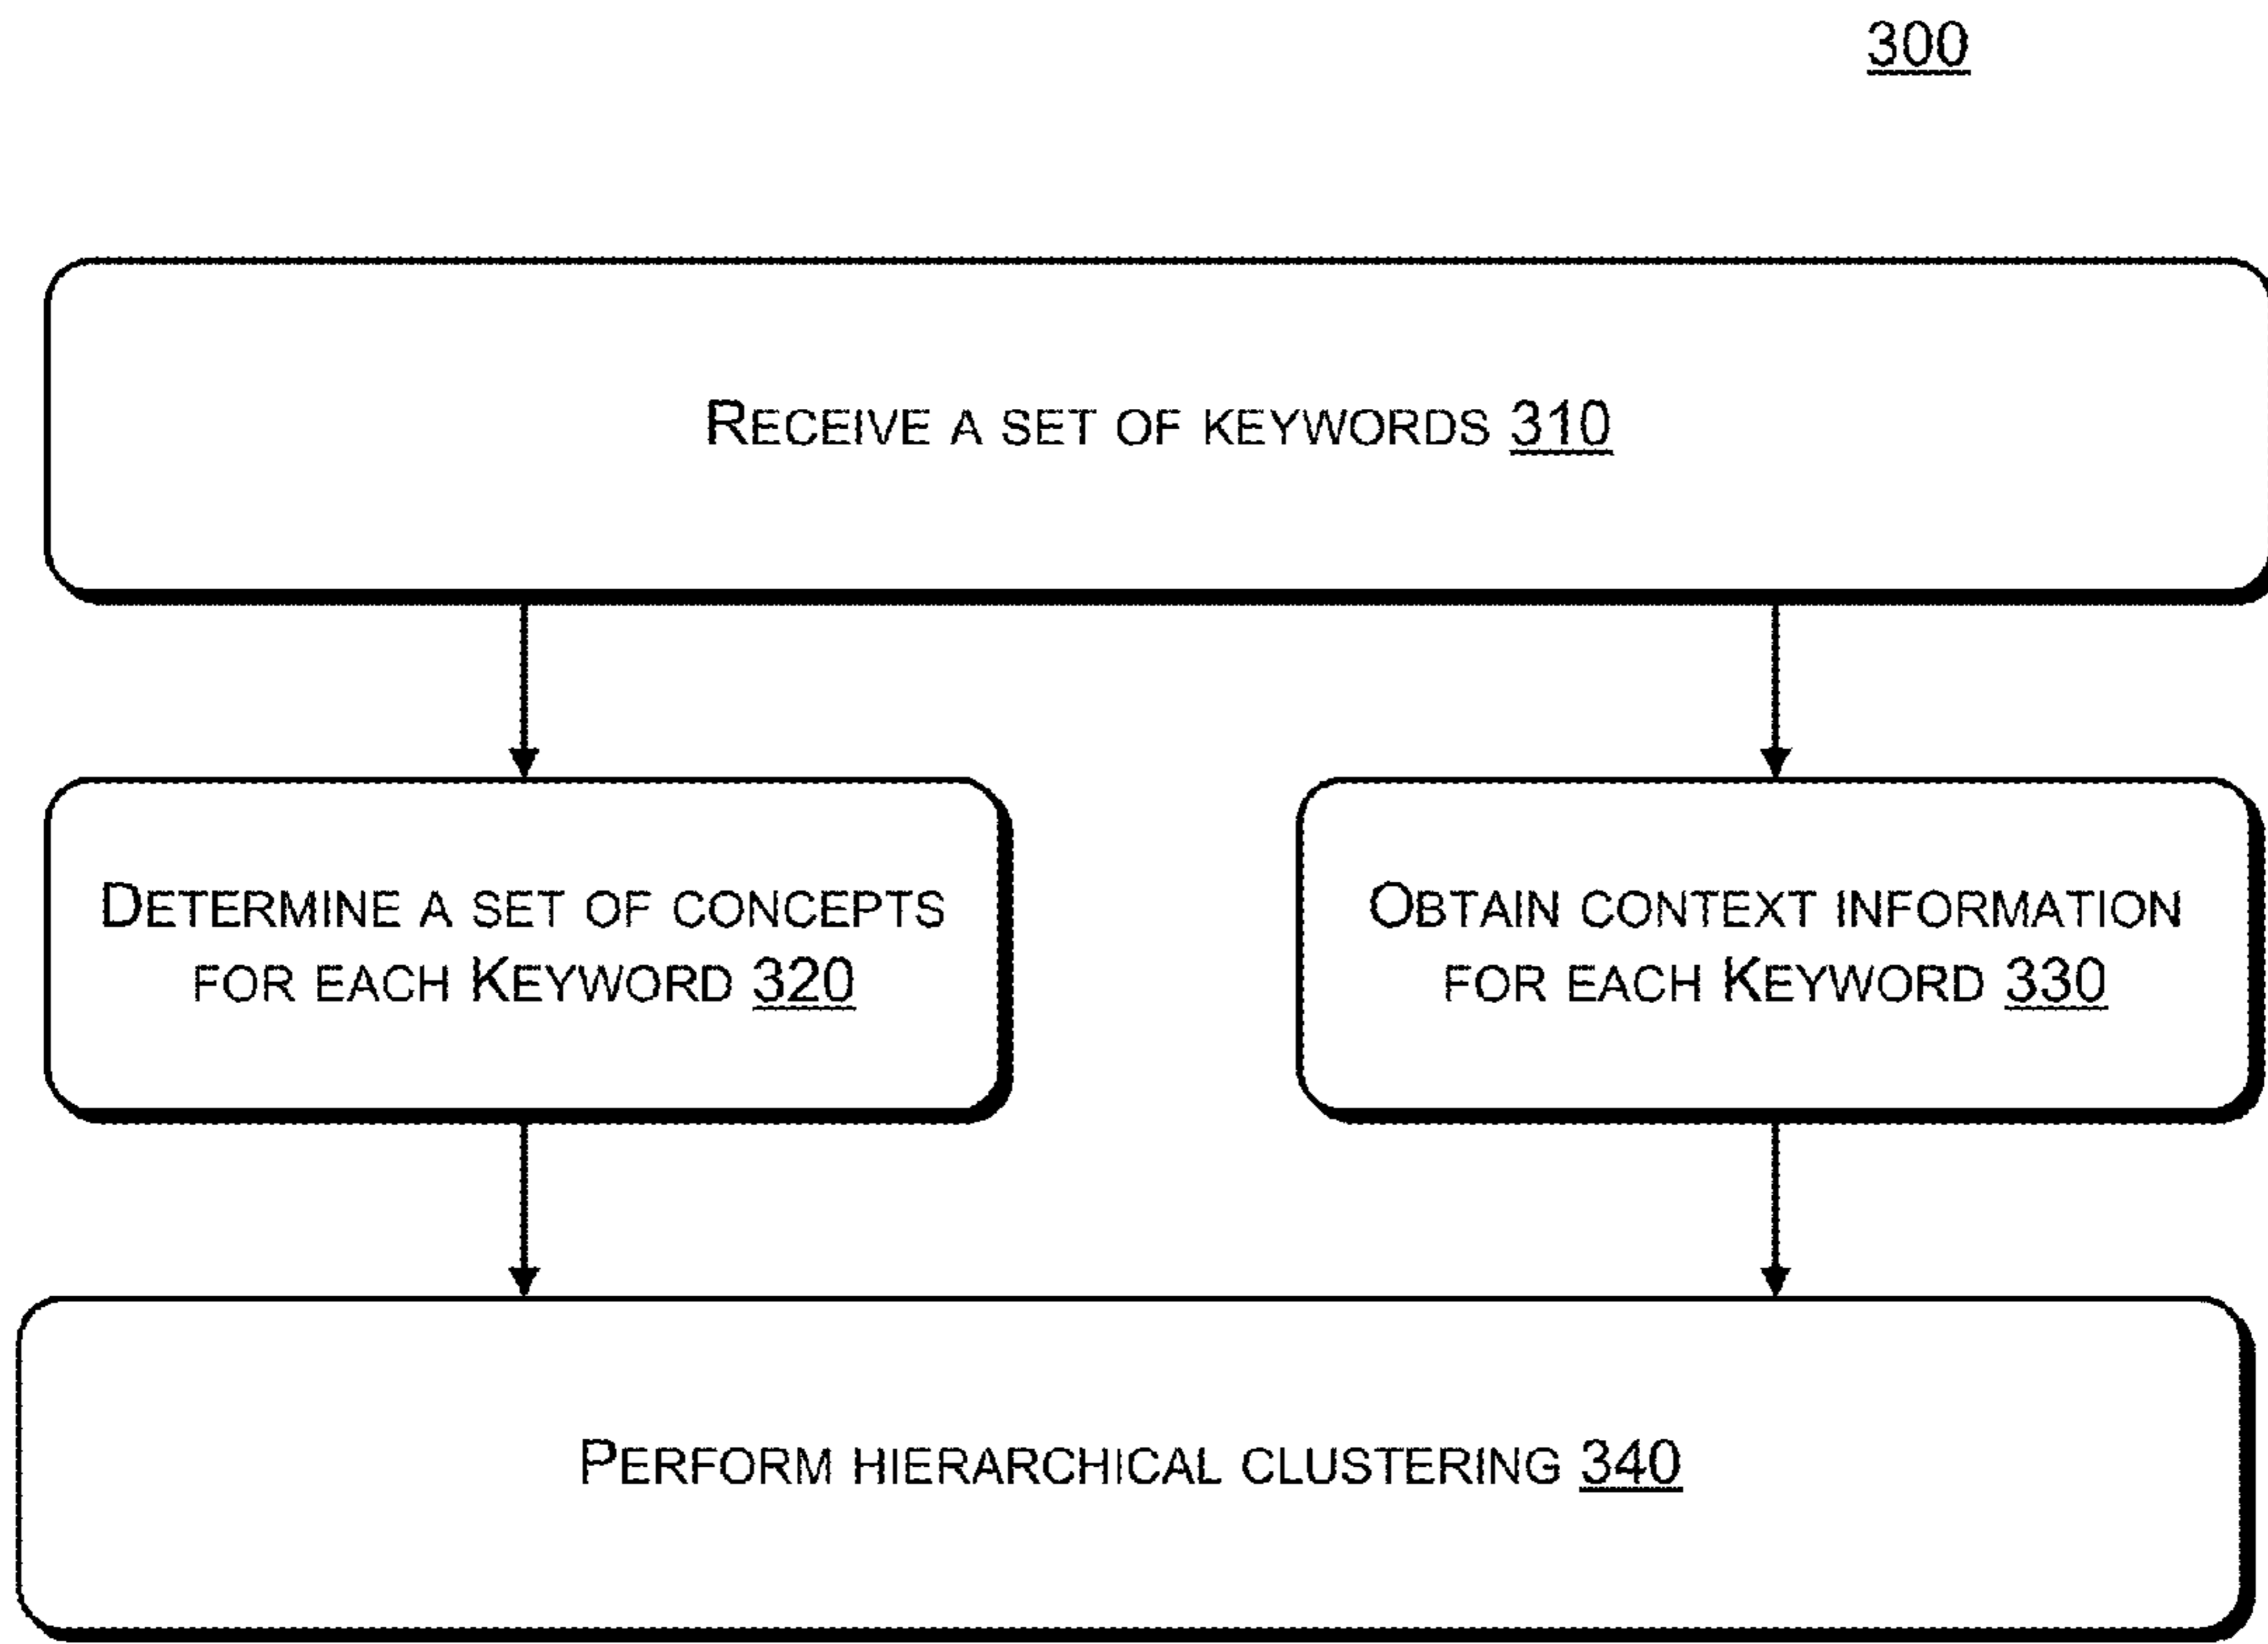 300
RECEIVE A SET OF KEYWORDS 310
DETERMINE A SET OF CONCEPTS
FOR EACH KEYWORD 320
OBTAIN CONTEXT INFORMATION
FOR EACH KEYWORD 330
PERFORM HIERARCHICAL CLUSTERING 340